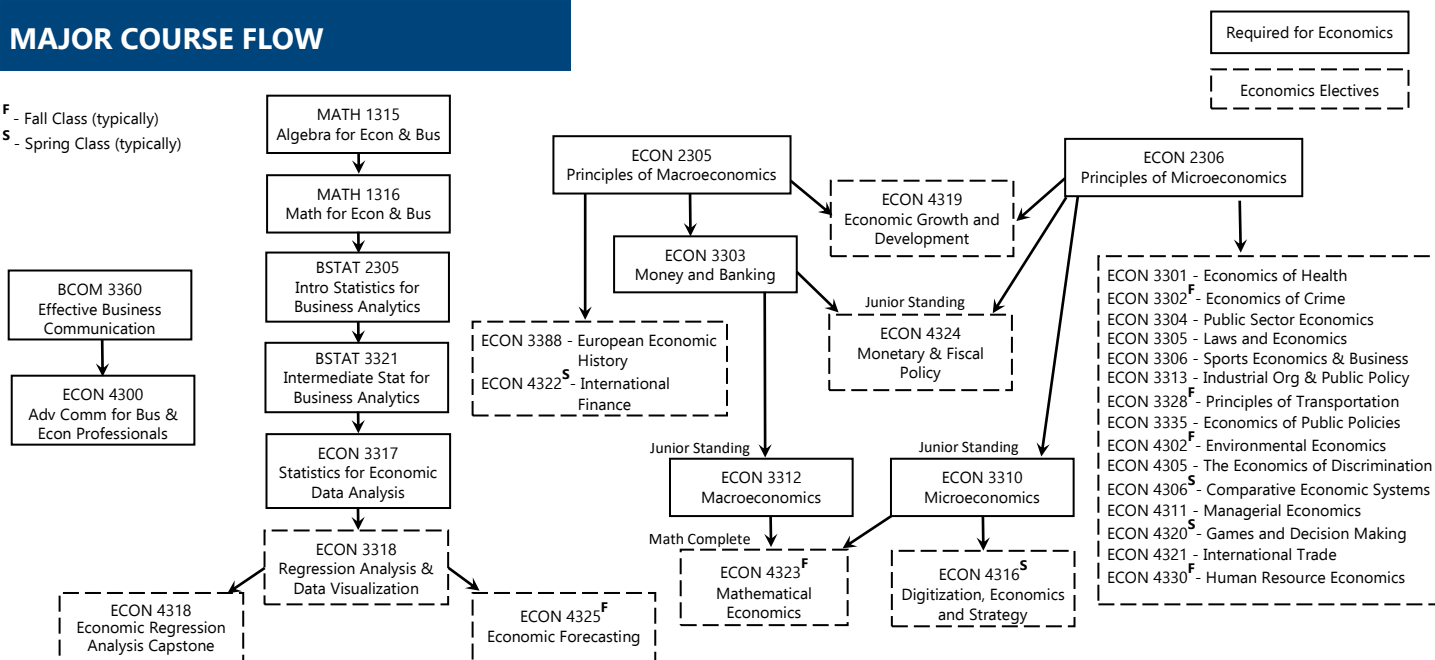 MAJOR COURSE FLOW
Required for Economics
Economics Electives
F - Fall Class (typically)
S - Spring Class (typically)
MATH 1315
Algebra for Econ & Bus
MATH 1316
Math for Econ & Bus
BSTAT 2305
Intro Statistics for
Business Analytics
BSTAT 3321
Intermediate Stat for
Business Analytics
ECON 3317
Statistics for Economic
Data Analysis
ECON 3318
Regression Analysis &
Data Visualization
ECON 4318
Economic Regression
Analysis Capstone
ECON 4325F
Economic Forecasting
BCOM 3360
Effective Business
Communication
ECON 4300
Adv Comm for Bus &
Econ Professionals
ECON 2305
Principles of Macroeconomics
ECON 3303
Money and Banking
ECON 3388 - European Economic
History
ECON 4322S- International
Finance
ECON 4319
Economic Growth and
Development
Junior Standing
ECON 4324
Monetary & Fiscal
Policy
Junior Standing
ECON 3312
Macroeconomics
Junior Standing
ECON 3310
Microeconomics
Math Complete
ECON 4323F
Mathematical
Economics
ECON 4316S
Digitization, Economics
and Strategy
ECON 2306
Principles of Microeconomics
ECON 3301 - Economics of Health
ECON 3302F- Economics of Crime
ECON 3304 - Public Sector Economics
ECON 3305 - Laws and Economics
ECON 3306 - Sports Economics & Business
ECON 3313 - Industrial Org & Public Policy
ECON 3328F- Principles of Transportation
ECON 3335 - Economics of Public Policies
ECON 4302F- Environmental Economics
ECON 4305 - The Economics of Discrimination
ECON 4306S- Comparative Economic Systems
ECON 4311 - Managerial Economics
ECON 4320S- Games and Decision Making
ECON 4321 - International Trade
ECON 4330F- Human Resource Economics